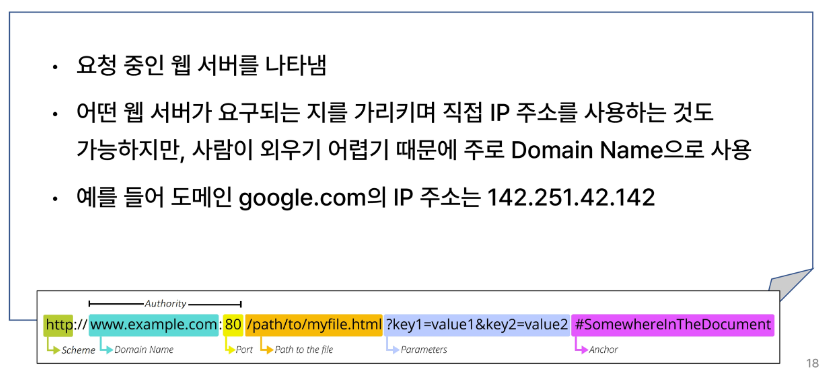 • 요청 중인 웹 서버를 나타냄
• 어떤 웹 서버가 요구되는 지를 가리키며 직접 IP 주소를 사용하는 것도
가능하지만, 사람이 외우기 어렵기 때문에 주로 Domain Name으로 사용
• 예를 들어 도메인 google.com의 IP 주소는 142.251.42.142
Authority
http://www.example.com:80/path/to/myfile.html?key1=value1&key2=value2#SomewhereInTheDocument
Scheme Domain Name Port Path to the file Parameters Anchor
18